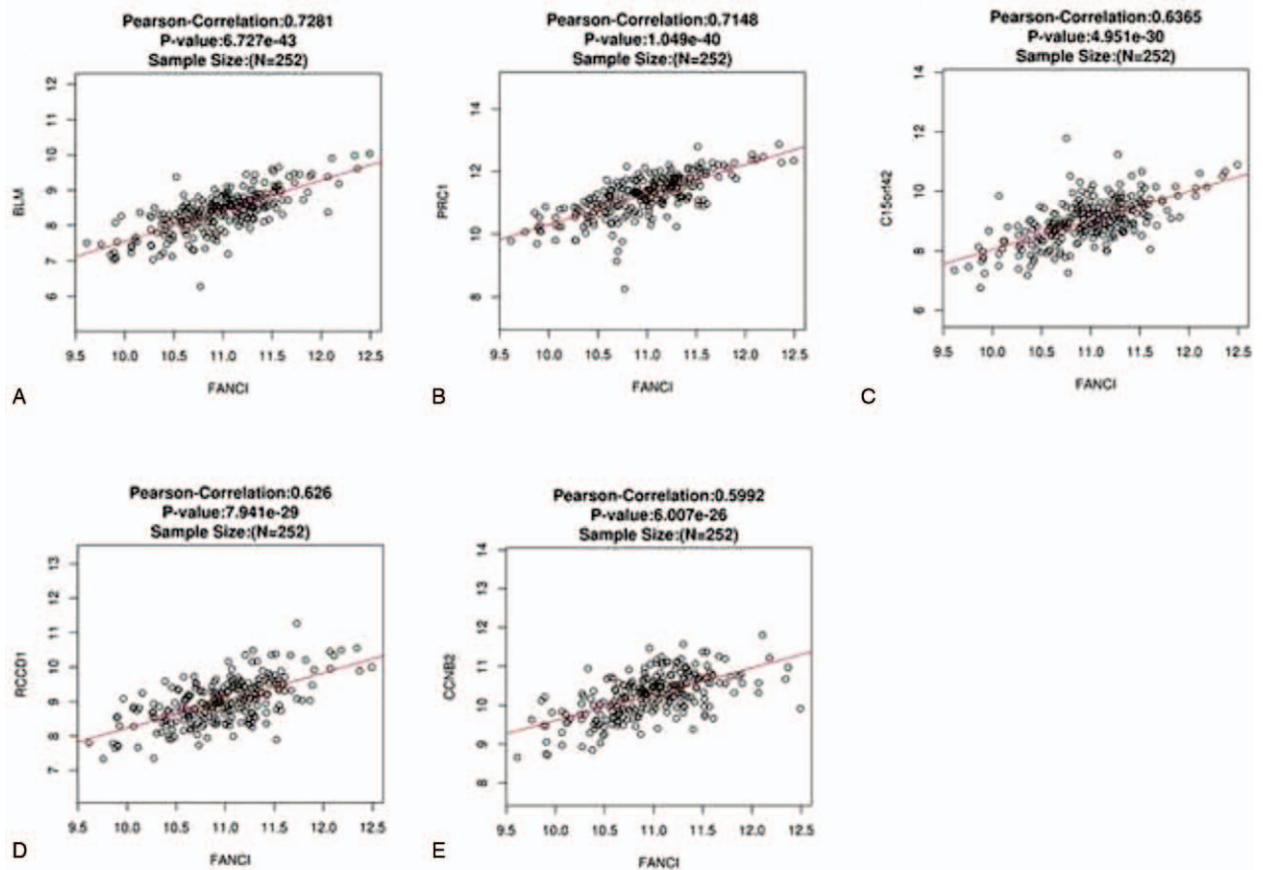 Pearson-Correlation:0.7281
P-value:6.727e-43
Sample Size:(N=252)
12
11
10
9
8
7
6
BLM
9.5 10.0 10.5 11.0 11.5 12.0 12.5
FANCI
A
Pearson-Correlation:0.7148
P-value:1.049e-40
Sample Size:(N=252)
14
12
10
8
PRC1
9.5 10.0 10.5 11.0 11.5 12.0 12.5
FANCI
B
Pearson-Correlation:0.6365
P-value:4.951e-30
Sample Size:(N=252)
14
12
10
8
6
C15orf42
9.5 10.0 10.5 11.0 11.5 12.0 12.5
FANCI
C
Pearson-Correlation:0.626
P-value:7.941e-29
Sample Size:(N=252)
13
12
11
10
9
8
7
RCCD1
9.5 10.0 10.5 11.0 11.5 12.0 12.5
FANCI
D
Pearson-Correlation:0.5992
P-value:6.007e-26
Sample Size:(N=252)
14
13
12
11
10
9
8
CCNB2
9.5 10.0 10.5 11.0 11.5 12.0 12.5
FANCI
E